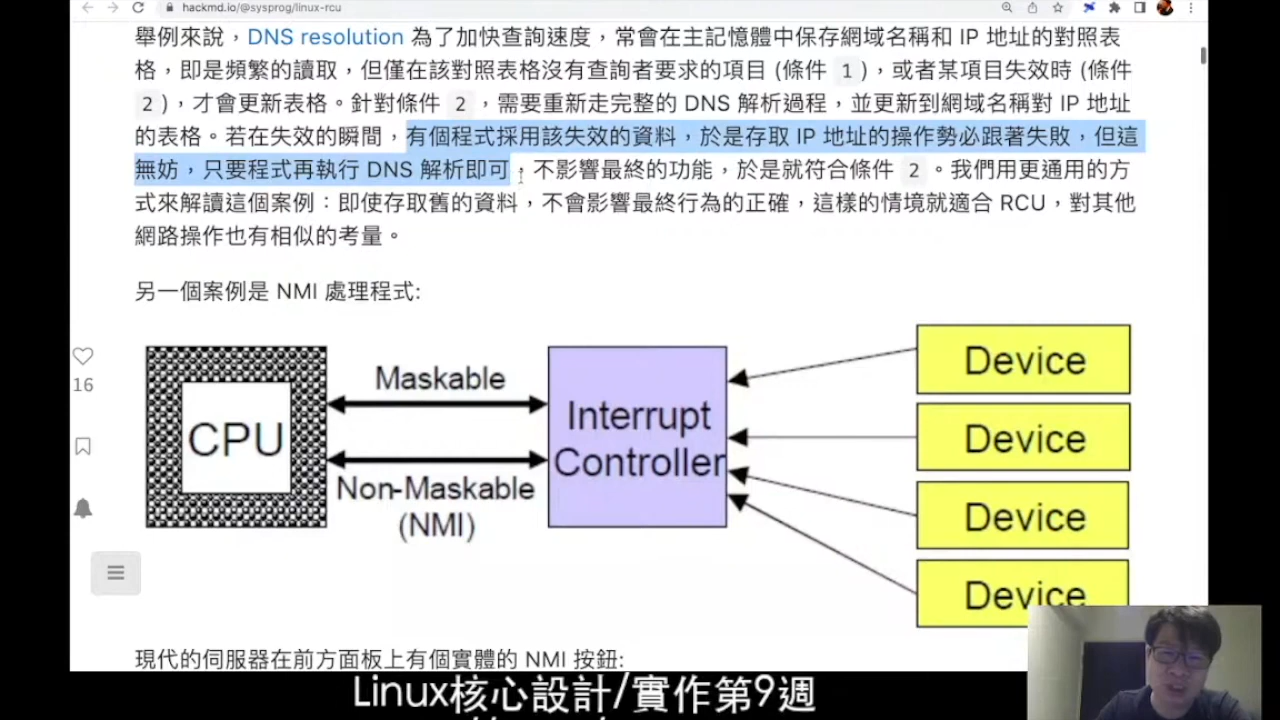 hackmd.io/@sysprog/linux-rcu
舉例來說，DNS resolution 為了加快查詢速度，常會在主記憶體中保存網域名稱和 IP 地址的對照表
格，即是頻繁的讀取，但僅在該對照表格沒有查詢者要求的項目 (條件 1 )，或者某項目失效時 (條件
2 )，才會更新表格。針對條件 2 ，需要重新走完整的 DNS 解析過程，並更新到網域名稱對 IP 地址
的表格。若在失效的瞬間，有個程式採用該失效的資料，於是存取 IP 地址的操作勢必跟著失敗，但這
無妨，只要程式再執行 DNS 解析即可，不影響最終的功能，於是就符合條件 2 。我們用更通用的方
式來解讀這個案例：即使存取舊的資料，不會影響最終行為的正確，這樣的情境就適合 RCU，對其他
網路操作也有相似的考量。
另一個案例是 NMI 處理程式:
16
CPU
Maskable
Non-Maskable
(NMI)
Interrupt
Controller
Device
Device
Device
Device
現代的伺服器在前方面板上有個實體的 NMI 按鈕:
Linux核心設計/實作第9週